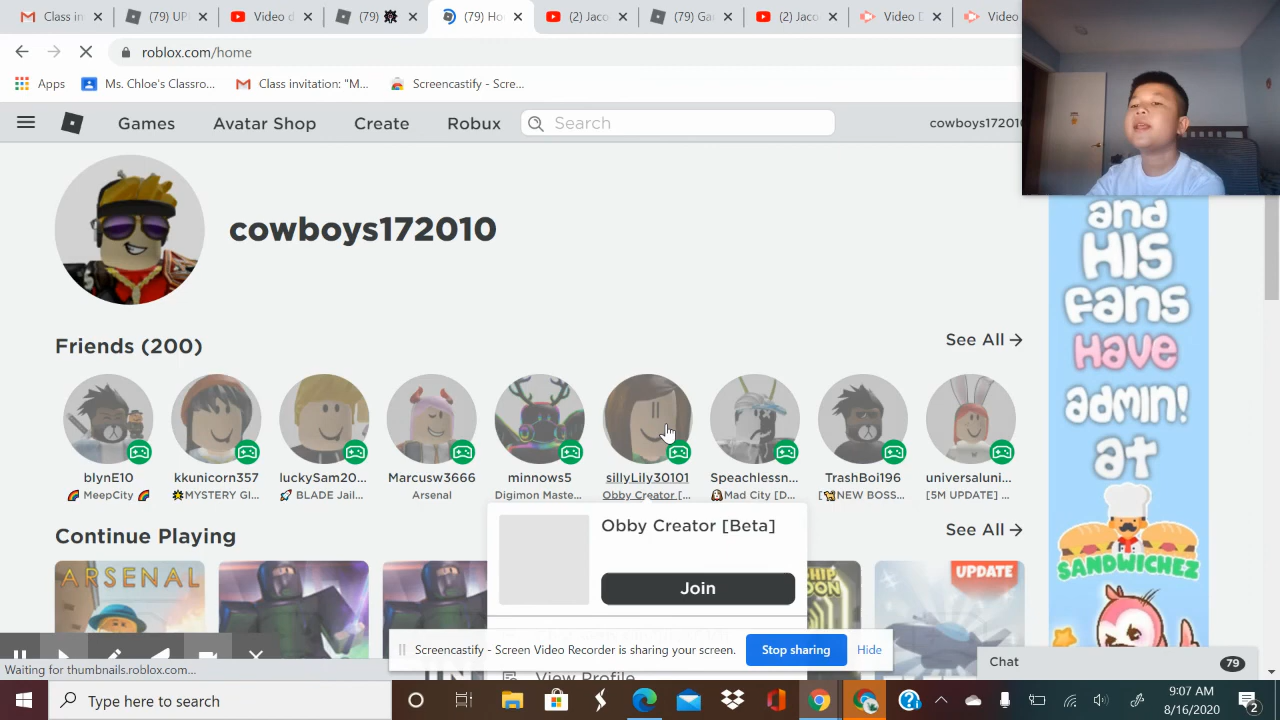 Class in
(79) UP
Video d
(79)
(79) Ho
(2) Jaco
(79) Ga
(2) Jaco
Video D
Video
roblox.com/home
Apps
Ms. Chloe's Classro...
Class invitation: "M...
Screencastify - Scre...
Games
Avatar Shop
Create
Robux
Search
cowboys172010
cowboys172010
and
His
fans
Have
admin!
at
SANDWICHEZ
Friends (200)
See All
blynE10
kkunicorn357
luckySam20...
Marcusw3666
minnows5
sillyLily30101
Speachlessn...
TrashBoi196
universaluni...
MeepCity
MYSTERY GI...
BLADE Jail...
Arsenal
Digimon Maste...
Obby Creator [...
Mad City [D...
[NEW BOSS...
[5M UPDATE] ...
Continue Playing
See All
Obby Creator [Beta]
Join
View Profile
ARSENAL
UPDATE
Screencastify - Screen Video Recorder is sharing your screen.
Stop sharing
Hide
Chat
79
Waiting for thumbnails.roblox.com...
Type here to search
9:07 AM
8/16/2020
2